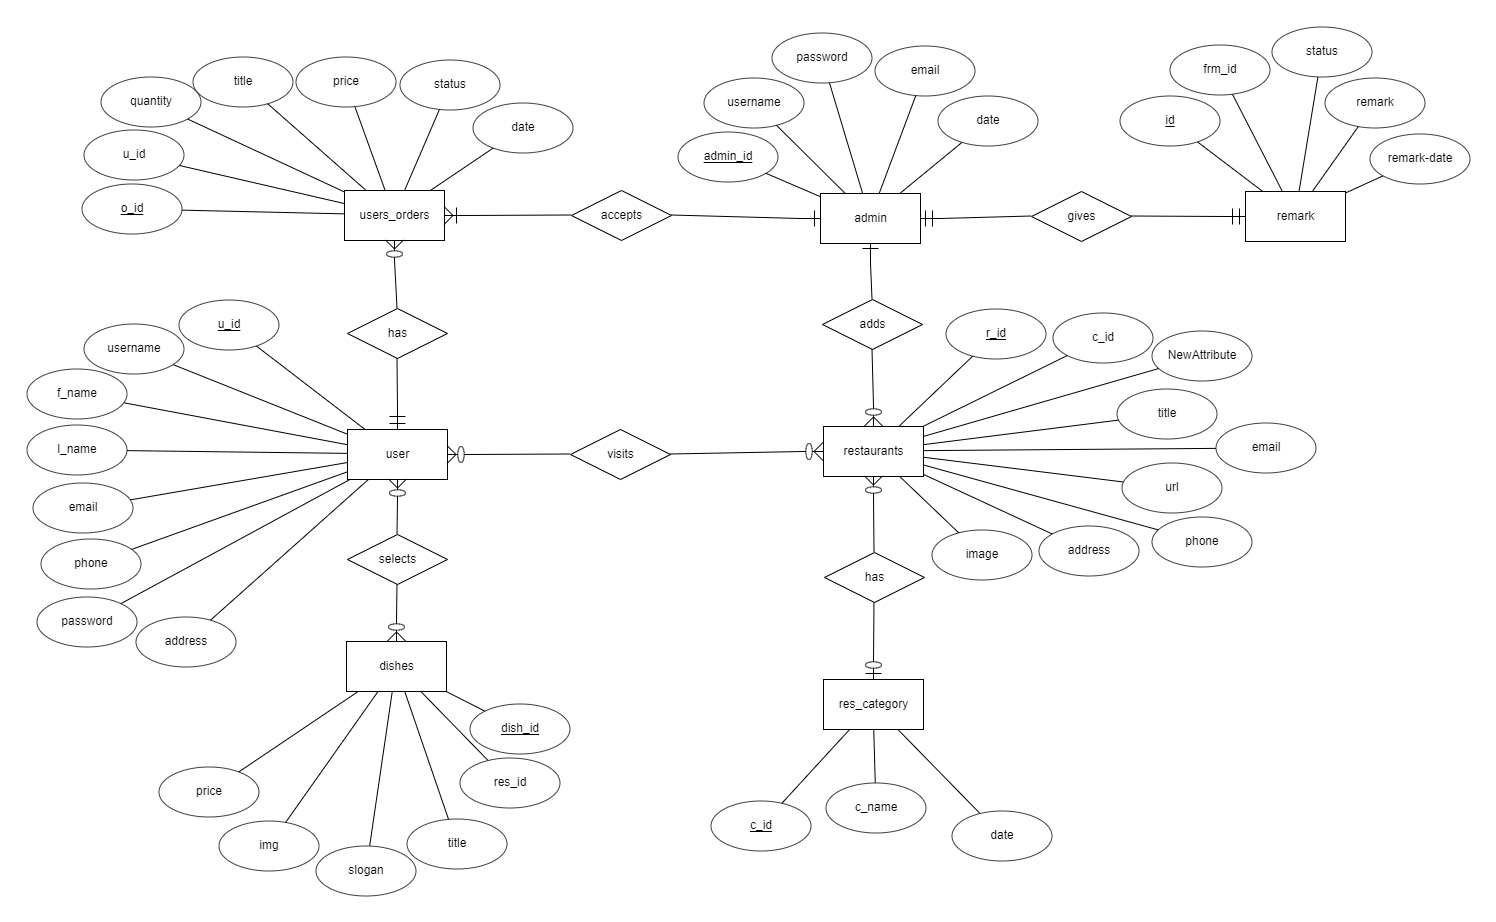 title
price
status
quantity
date
u_id
o_id
users_orders
accepts
password
email
username
date
admin_id
admin
gives
status
frm_id
remark
id
remark-date
remark
has
adds
u_id
username
f_name
l_name
email
phone
password
address
user
visits
r_id
c_id
NewAttribute
title
email
url
phone
address
image
restaurants
selects
has
dishes
dish_id
res_id
price
img
slogan
title
res_category
c_id
c_name
date